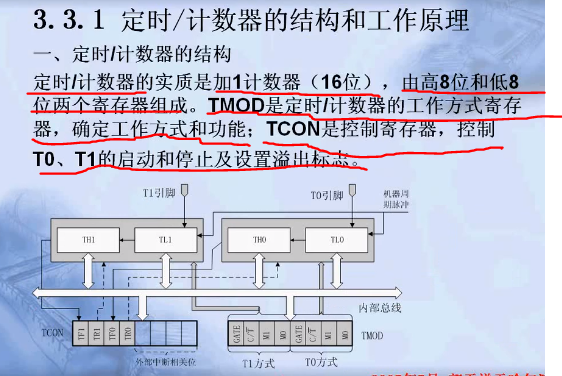 3.3.1 定时/计数器的结构和工作原理
一、定时/计数器的结构
定时/计数器的实质是加1计数器（16位），由高8位和低8
位两个寄存器组成。TMOD是定时/计数器的工作方式寄存
器，确定工作方式和功能；TCON是控制寄存器，控制
T0、T1的启动和停止及设置溢出标志。
T1引脚
T0引脚
机器周
期脉冲
TH1
TL1
TH0
TL0
内部总线
TCON
TF1
TR1
TF0
TR0
GATE
C/T̅
M1
M0
GATE
C/T̅
M1
M0
TMOD
外部中断相关位
T1方式
T0方式